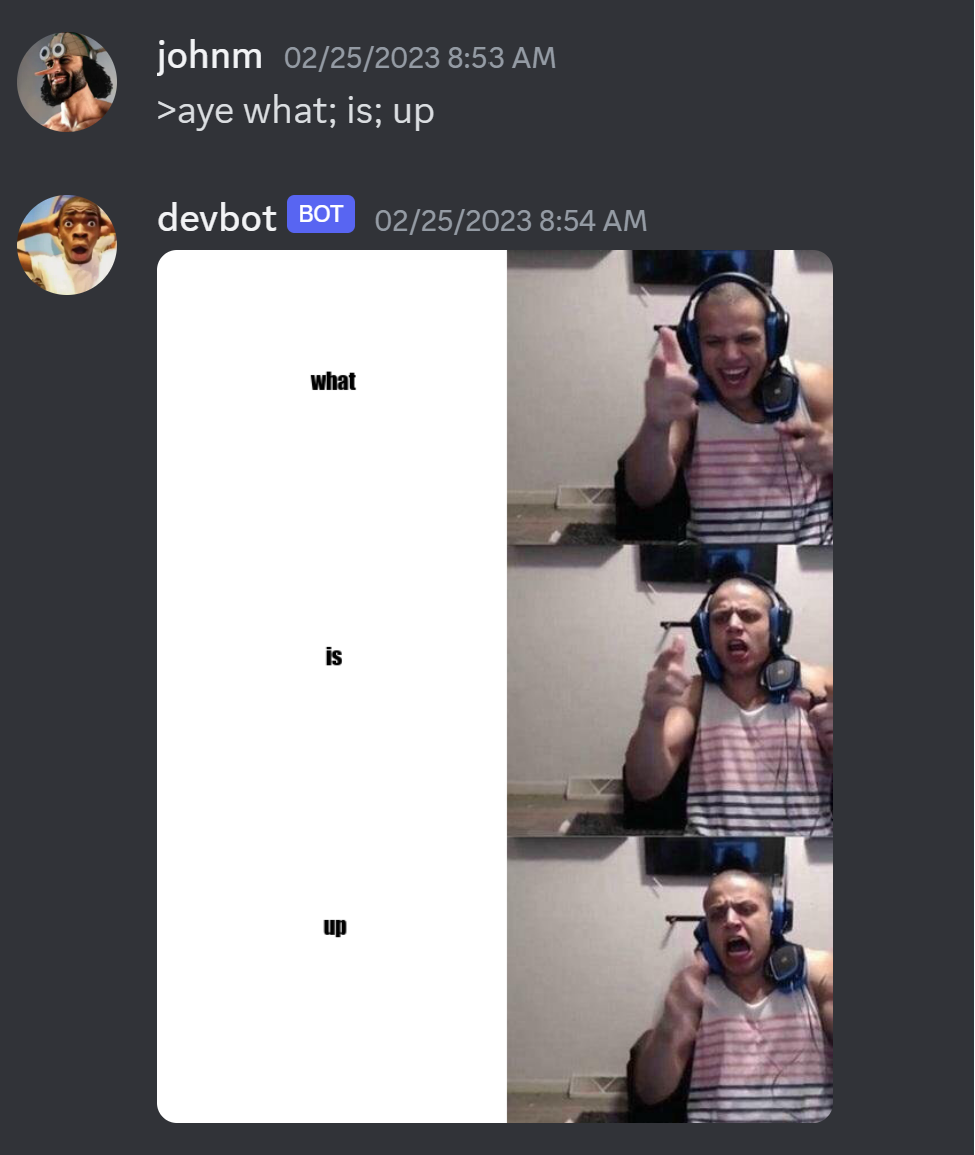 johnm 02/25/2023 8:53 AM
>aye what; is; up
devbot BOT 02/25/2023 8:54 AM
what
is
up